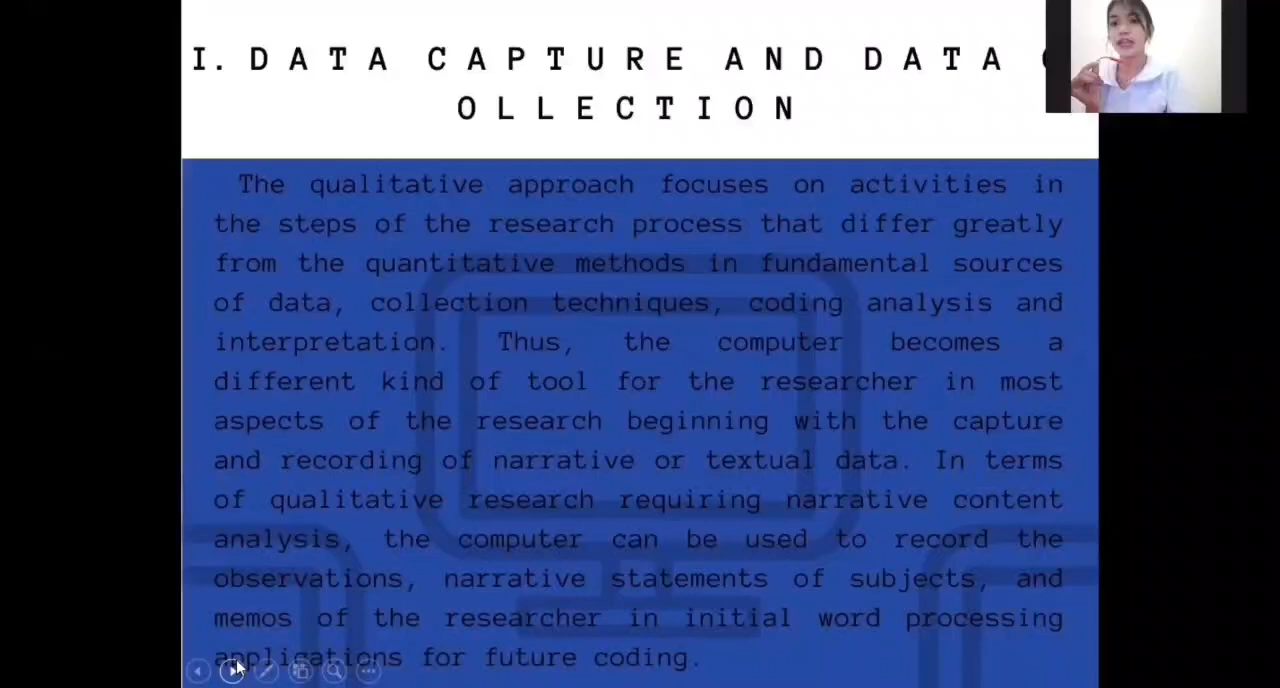 I. DATA CAPTURE AND DATA C
OLLECTION
The qualitative approach focuses on activities in
the steps of the research process that differ greatly
from the quantitative methods in fundamental sources
of data, collection techniques, coding analysis and
interpretation. Thus, the computer becomes a
different kind of tool for the researcher in most
aspects of the research beginning with the capture
and recording of narrative or textual data. In terms
of qualitative research requiring narrative content
analysis, the computer can be used to record the
observations, narrative statements of subjects, and
memos of the researcher in initial word processing
applications for future coding.